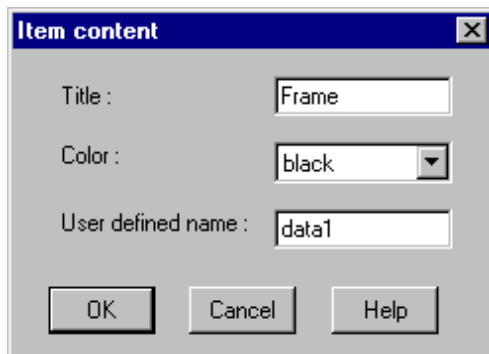 Item content
Title : Frame
Color : black
User defined name : data1
OK Cancel Help